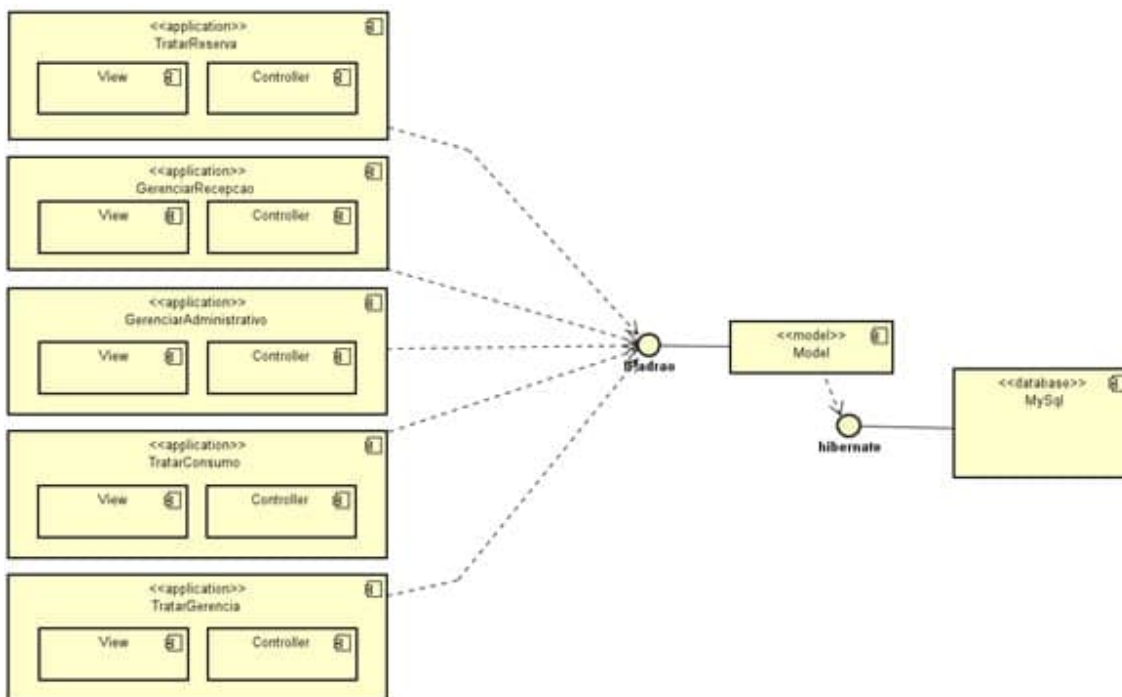 <<application>>
TratarReserva
View
Controller
<<application>>
GerenciarRecepcao
View
Controller
<<application>>
GerenciarAdministrativo
View
Controller
<<application>>
TratarConsumo
View
Controller
<<application>>
TratarGerencia
View
Controller
<<model>>
Model
hibernate
<<database>>
MySql